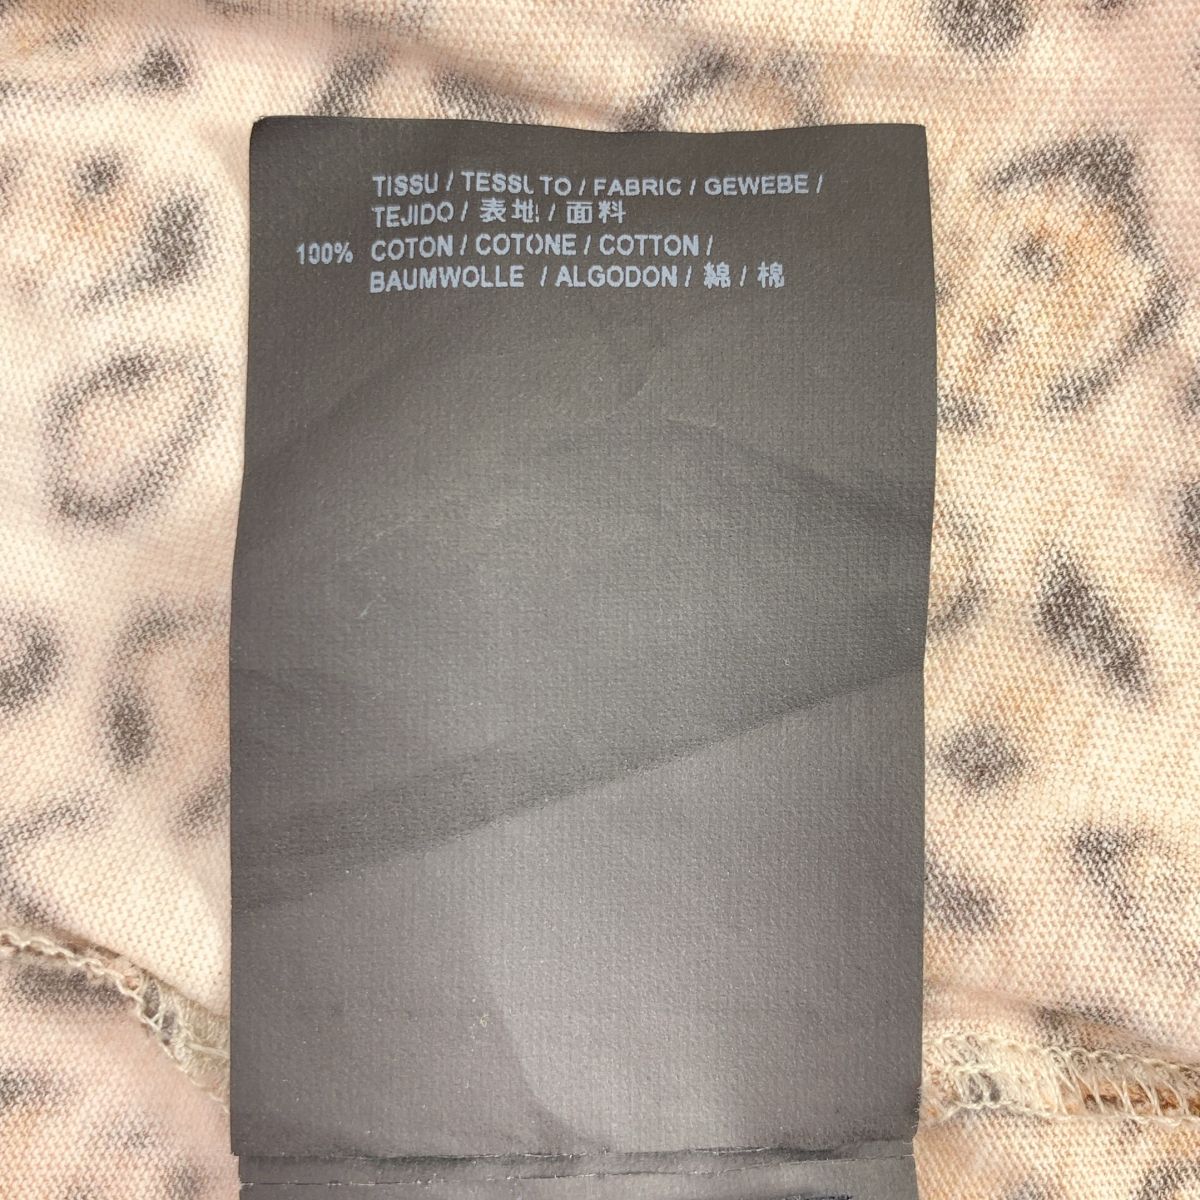 TISSU / TESSUTO / FABRIC / GEWEBE /
TEJIDO / 表地 / 面料
100% COTON / COTONE / COTTON /
BAUMWOLLE / ALGODON / 綿 / 棉